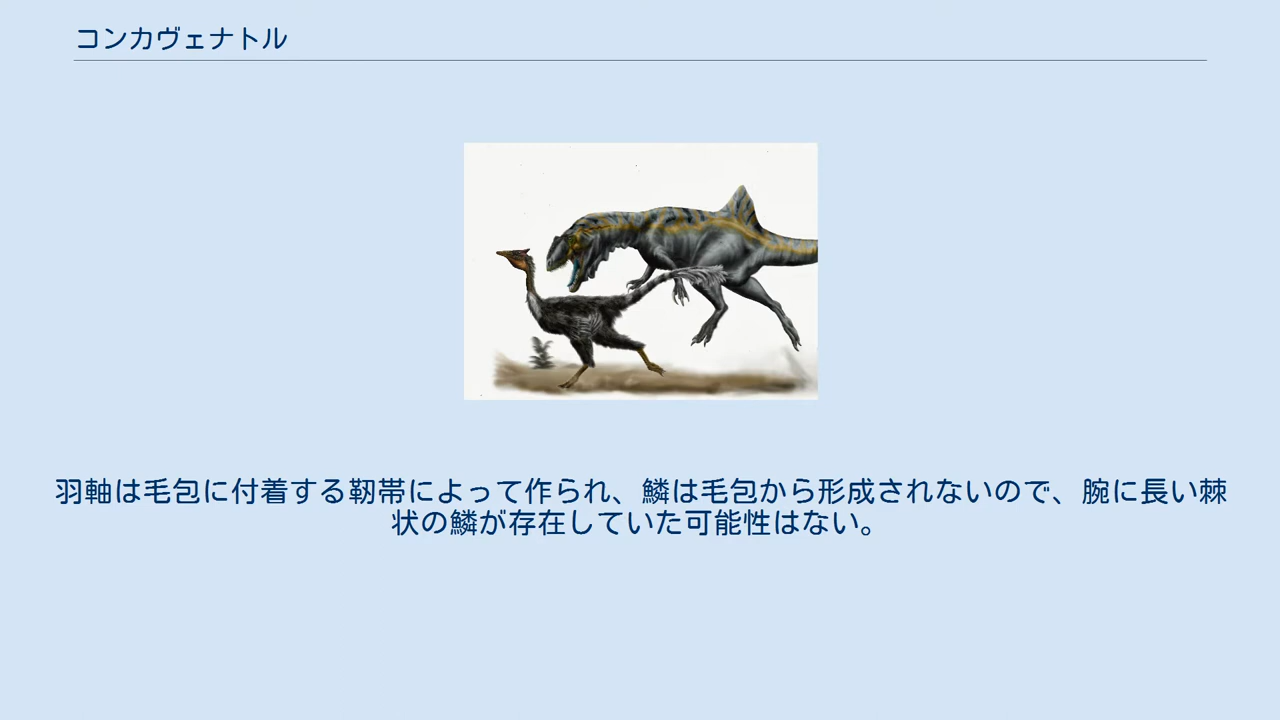 コンカヴェナトル
羽軸は毛包に付着する靭帯によって作られ、鱗は毛包から形成されないので、腕に長い棘
状の鱗が存在していた可能性はない。